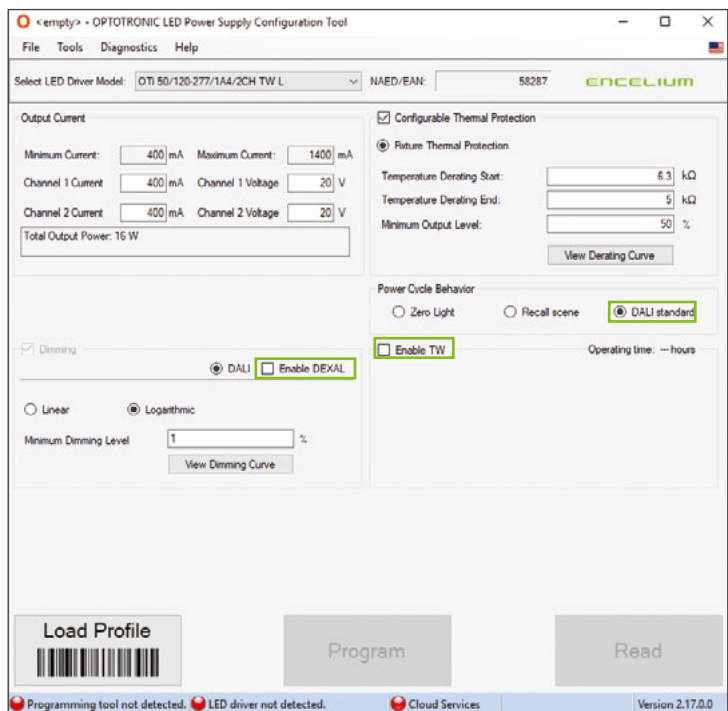 <empty> - OPTOTRONIC LED Power Supply Configuration Tool
File Tools Diagnostics Help
Select LED Driver Model: OTi 50/120-277/1A4/2CH TW L NAED/EAN: 58287 ENCELIUM
Output Current
Minimum Current: 400 mA Maximum Current: 1400 mA
Channel 1 Current 400 mA Channel 1 Voltage 20 V
Channel 2 Current 400 mA Channel 2 Voltage 20 V
Total Output Power: 16 W
Configurable Thermal Protection
Fixture Thermal Protection
Temperature Derating Start: 6.3 kΩ
Temperature Derating End: 5 kΩ
Minimum Output Level: 50 %
View Derating Curve
Power Cycle Behavior
Zero Light Recall scene DALI standard
Dimming
DALI Enable DEXAL
Linear Logarithmic
Minimum Dimming Level 1 %
View Dimming Curve
Enable TW Operating time: --- hours
Load Profile
Program
Read
Programming tool not detected. LED driver not detected. Cloud Services Version 2.17.0.0